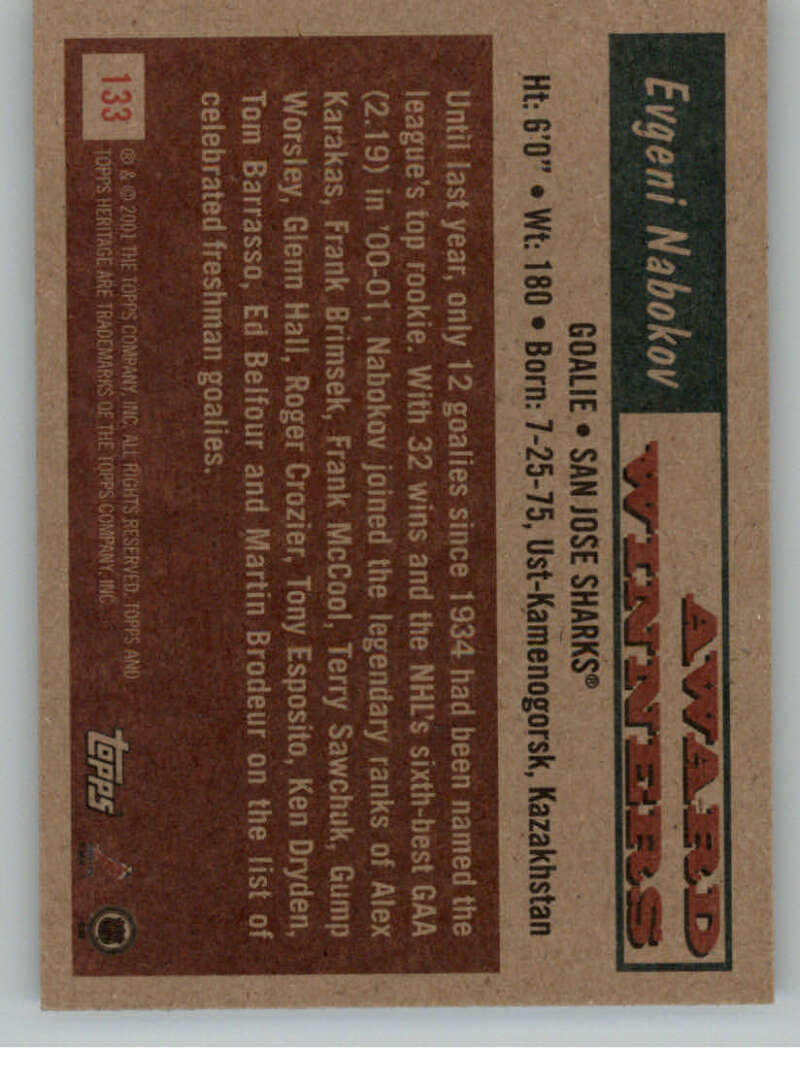 Evgeni Nabokov
AWARD
WINNERS
GOALIE • SAN JOSE SHARKS®
Ht: 6'0" • Wt: 180 • Born: 7-25-75, Ust-Kamenogorsk, Kazakhstan
Until last year, only 12 goalies since 1934 had been named the
league's top rookie. With 32 wins and the NHL's sixth-best GAA
(2.19) in '00-01, Nabokov joined the legendary ranks of Alex
Karakas, Frank Brimsek, Frank McCool, Terry Sawchuk, Gump
Worsley, Glenn Hall, Roger Crozier, Tony Esposito, Ken Dryden,
Tom Barrasso, Ed Belfour and Martin Brodeur on the list of
celebrated freshman goalies.
133
® & © 2001 THE TOPPS COMPANY, INC. ALL RIGHTS RESERVED. TOPPS AND
TOPPS HERITAGE ARE TRADEMARKS OF THE TOPPS COMPANY, INC.
topps